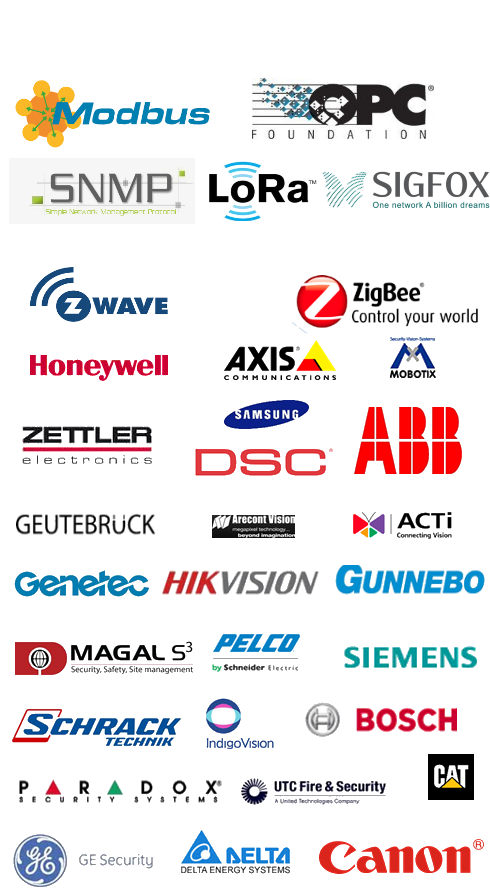 Modbus
OPC®
FOUNDATION
SNMP
Simple Network Management Protocol
LoRa™
SIGFOX
One network A billion dreams
Z WAVE
Z ZigBee®
Control your world
Honeywell
AXIS®
COMMUNICATIONS
Security-Vision-Systems
MOBOTIX
SAMSUNG
ZETTLER
electronics
DSC®
ABB
GEUTEBRÜCK
Arecont Vision
megapixel technology...
beyond imagination
ACTi
Connecting Vision
Genetec
HIKVISION
GUNNEBO
MAGAL S3
Security, Safety, Site management
PELCO
by Schneider Electric
SIEMENS
SCHRACK
TECHNIK
IndigoVision
BOSCH
PARADOX®
SECURITY SYSTEMS
UTC Fire & Security
A United Technologies Company
CAT
GE GE Security
DELTA
DELTA ENERGY SYSTEMS
Canon®